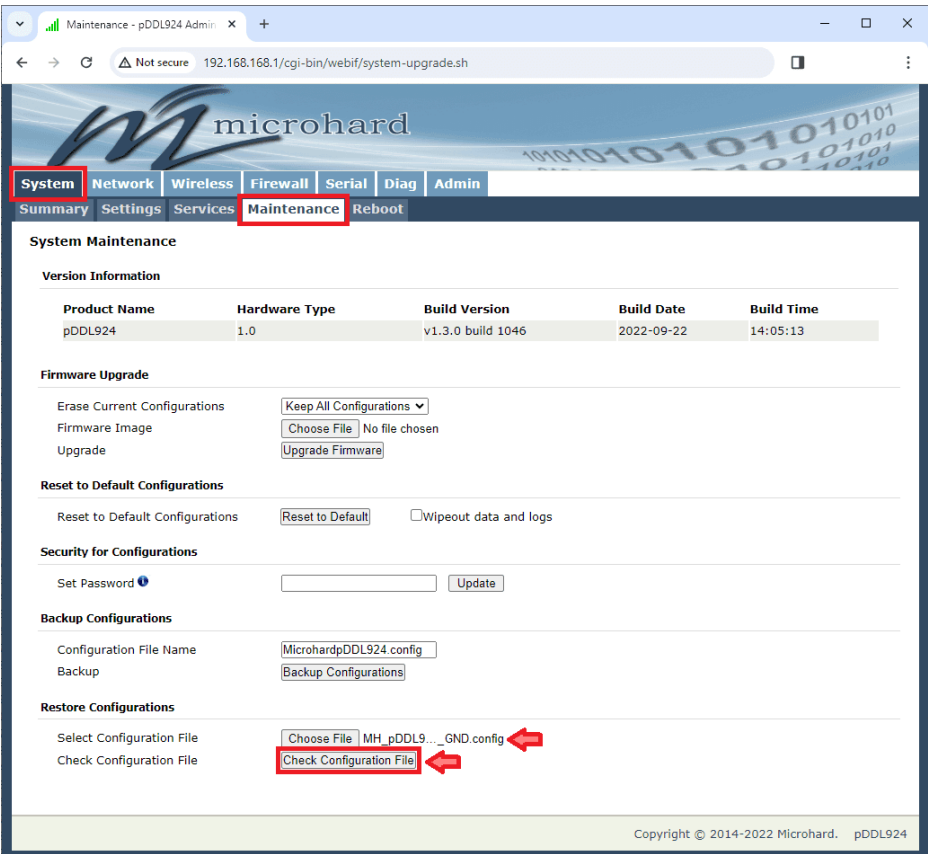 Maintenance - pDDL924 Admin
Not secure 192.168.168.1/cgi-bin/webif/system-upgrade.sh
microhard
System Network Wireless Firewall Serial Diag Admin
Summary Settings Services Maintenance Reboot
System Maintenance
Version Information
Product Name Hardware Type Build Version Build Date Build Time
pDDL924 1.0 v1.3.0 build 1046 2022-09-22 14:05:13
Firmware Upgrade
Erase Current Configurations Keep All Configurations
Firmware Image Choose File No file chosen
Upgrade Upgrade Firmware
Reset to Default Configurations
Reset to Default Configurations Reset to Default Wipeout data and logs
Security for Configurations
Set Password Update
Backup Configurations
Configuration File Name MicrohardpDDL924.config
Backup Backup Configurations
Restore Configurations
Select Configuration File Choose File MH_pDDL9..._GND.config
Check Configuration File Check Configuration File
Copyright © 2014-2022 Microhard. pDDL924